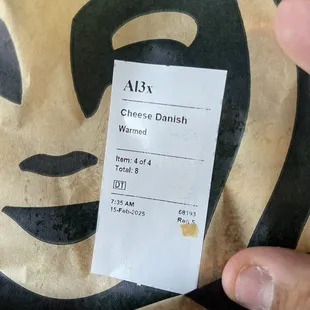 Al3x
Cheese Danish
Warmed
Item: 4 of 4
Total: 8
DT
7:35 AM 68193
15-Feb-2025 Reg:5